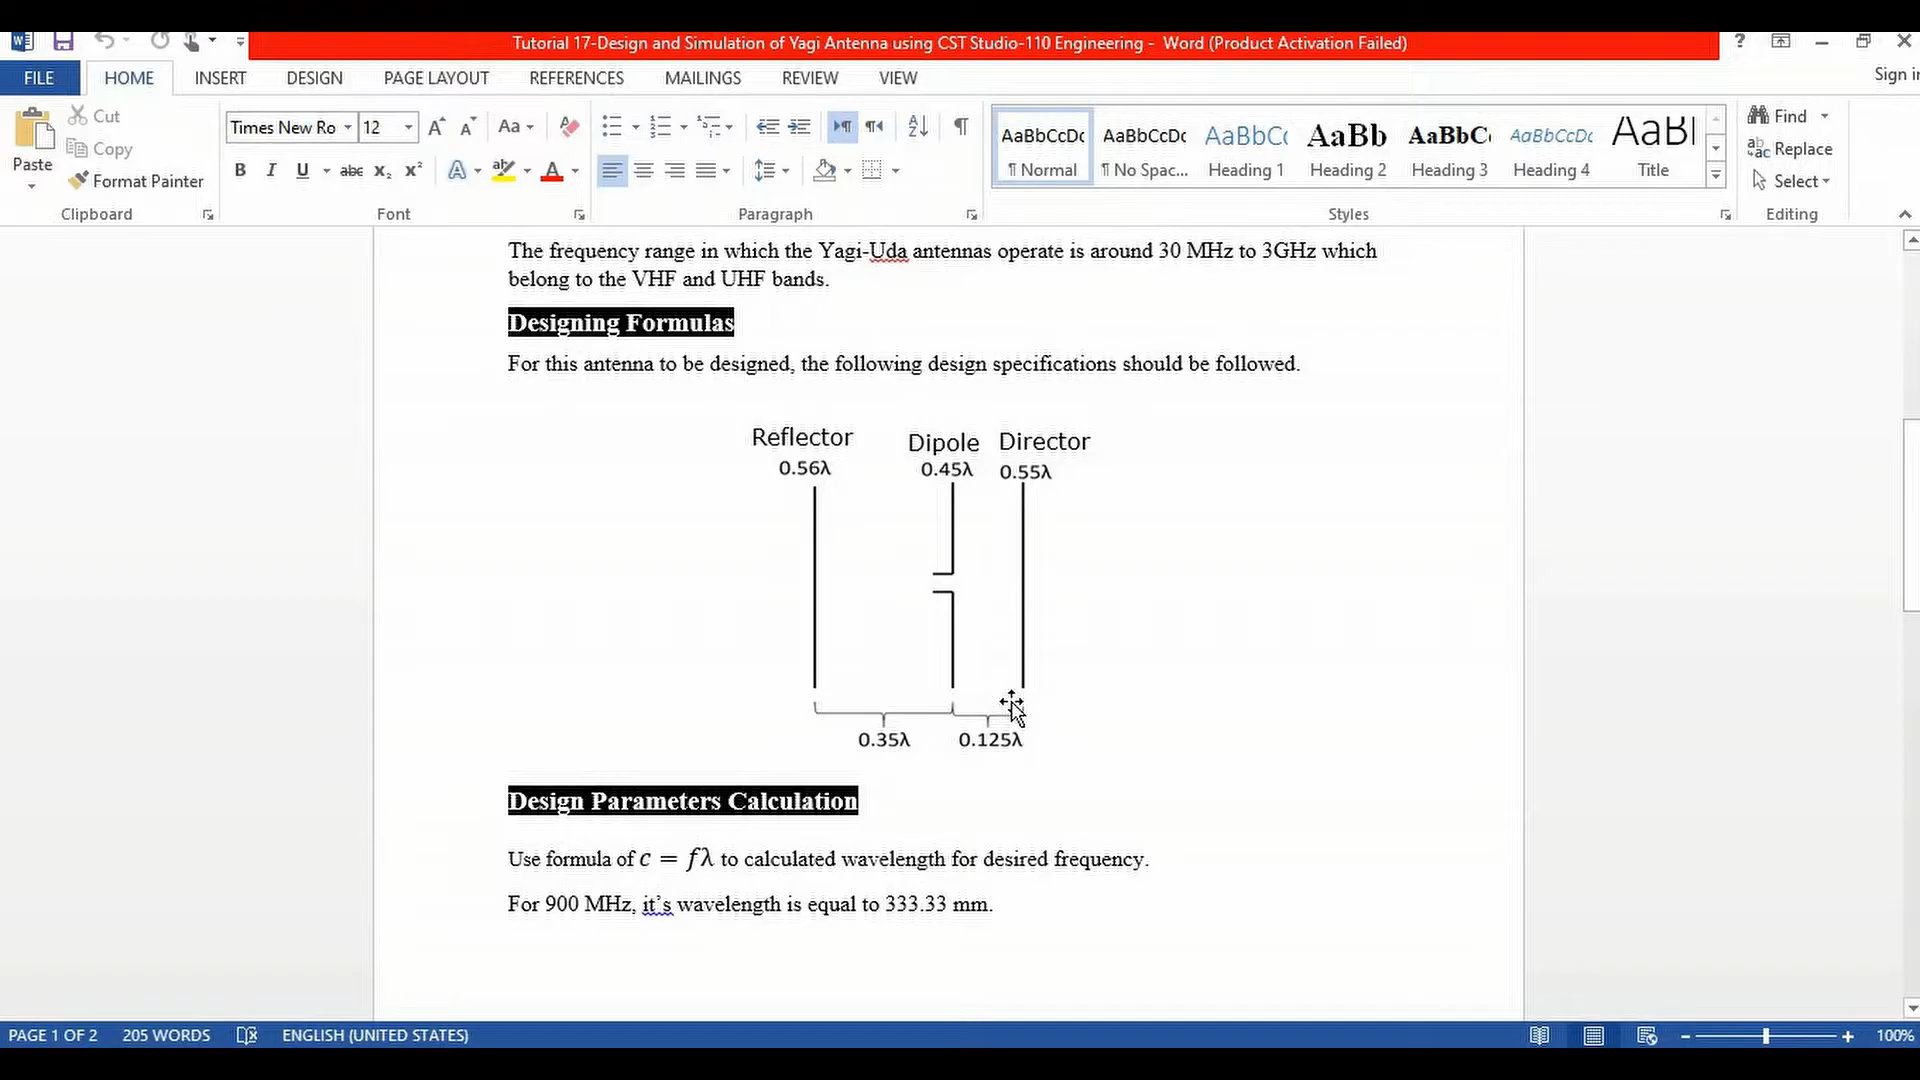 Tutorial 17-Design and Simulation of Yagi Antenna using CST Studio-110 Engineering - Word (Product Activation Failed)
FILE HOME INSERT DESIGN PAGE LAYOUT REFERENCES MAILINGS REVIEW VIEW Sign in
Paste
Cut
Copy
Format Painter
Clipboard
Times New Ro 12
Font
Paragraph
AaBbCcDc AaBbCcDc AaBbCc AaBb AaBbC AaBbCcDc AaB
¶ Normal ¶ No Spac... Heading 1 Heading 2 Heading 3 Heading 4 Title
Styles
Find
Replace
Select
Editing
The frequency range in which the Yagi-Uda antennas operate is around 30 MHz to 3GHz which
belong to the VHF and UHF bands.
Designing Formulas
For this antenna to be designed, the following design specifications should be followed.
Reflector Dipole Director
0.56λ 0.45λ 0.55λ
0.35λ 0.125λ
Design Parameters Calculation
Use formula of c = fλ to calculated wavelength for desired frequency.
For 900 MHz, it's wavelength is equal to 333.33 mm.
PAGE 1 OF 2 205 WORDS ENGLISH (UNITED STATES) 100%